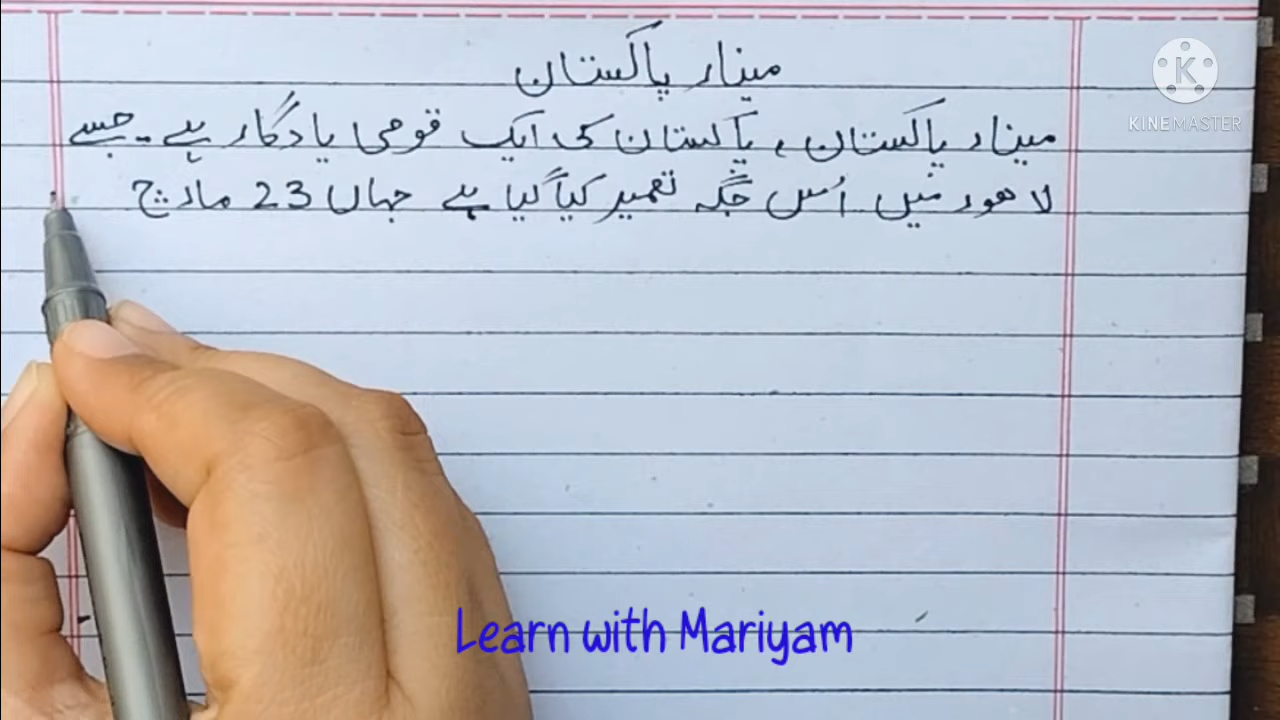 مینار پاکستان
مینار پاکستان، پاکستان کی ایک قومی یادگار ہے۔ جسے
لاھور میں اُس جگہ تعمیر کیا گیا ہے جہاں 23 مارچ
KINEMASTER
Learn with Mariyam